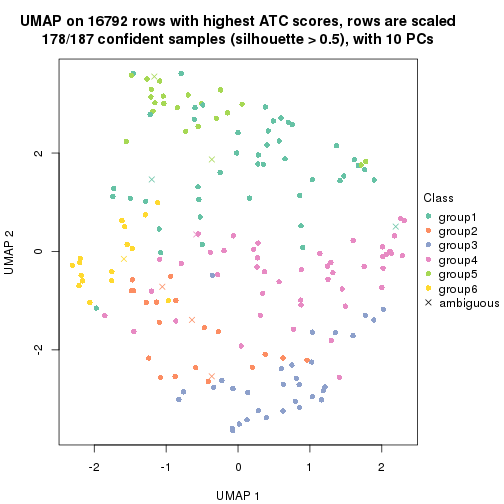 UMAP on 16792 rows with highest ATC scores, rows are scaled
178/187 confident samples (silhouette > 0.5), with 10 PCs
Class
group1
group2
group3
group4
group5
group6
ambiguous
UMAP 2
2
0
-2
-2
-1
0
1
2
UMAP 1